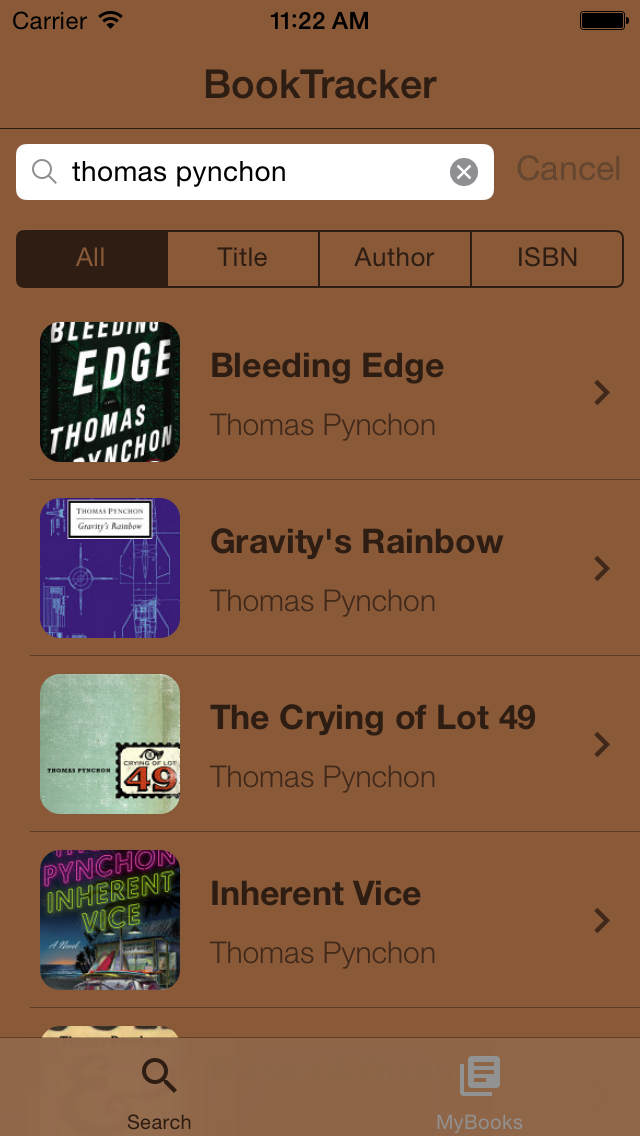 Carrier 11:22 AM
BookTracker
thomas pynchon Cancel
All Title Author ISBN
BLEEDING
EDGE
THOMAS
PYNCHON
Bleeding Edge
Thomas Pynchon
THOMAS PYNCHON
Gravity's Rainbow
Gravity's Rainbow
Thomas Pynchon
THOMAS PYNCHON
CRYING OF LOT
49
The Crying of Lot 49
Thomas Pynchon
PYNCHON
INHERENT
VICE
A Novel
Inherent Vice
Thomas Pynchon
Search MyBooks